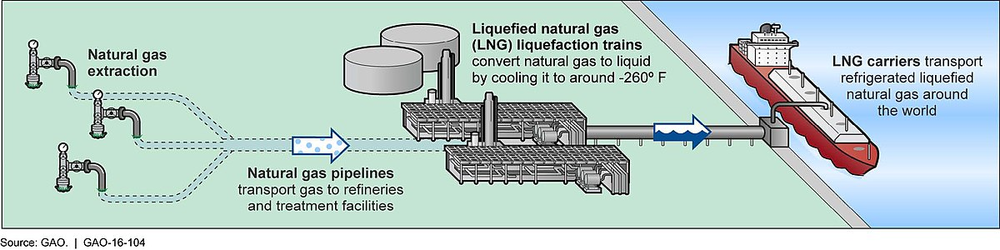 Natural gas
extraction
Natural gas pipelines
transport gas to refineries
and treatment facilities
Liquefied natural gas
(LNG) liquefaction trains
convert natural gas to liquid
by cooling it to around -260º F
LNG carriers transport
refrigerated liquefied
natural gas around
the world
Source: GAO. | GAO-16-104